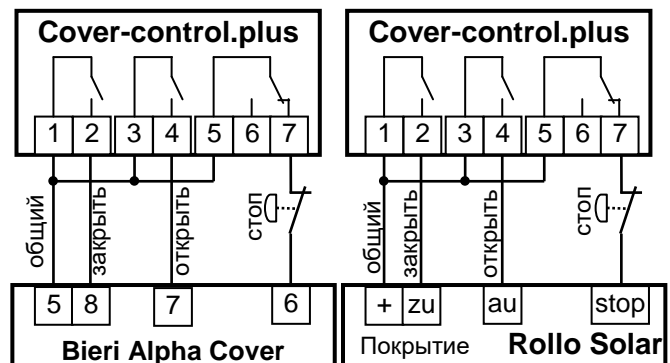 Cover-control.plus
1 2 3 4 5 6 7
общий
закрыть
открыть
стоп
5 8 7 6
Bieri Alpha Cover
Cover-control.plus
1 2 3 4 5 6 7
общий
закрыть
открыть
стоп
+ zu au stop
Покрытие Rollo Solar